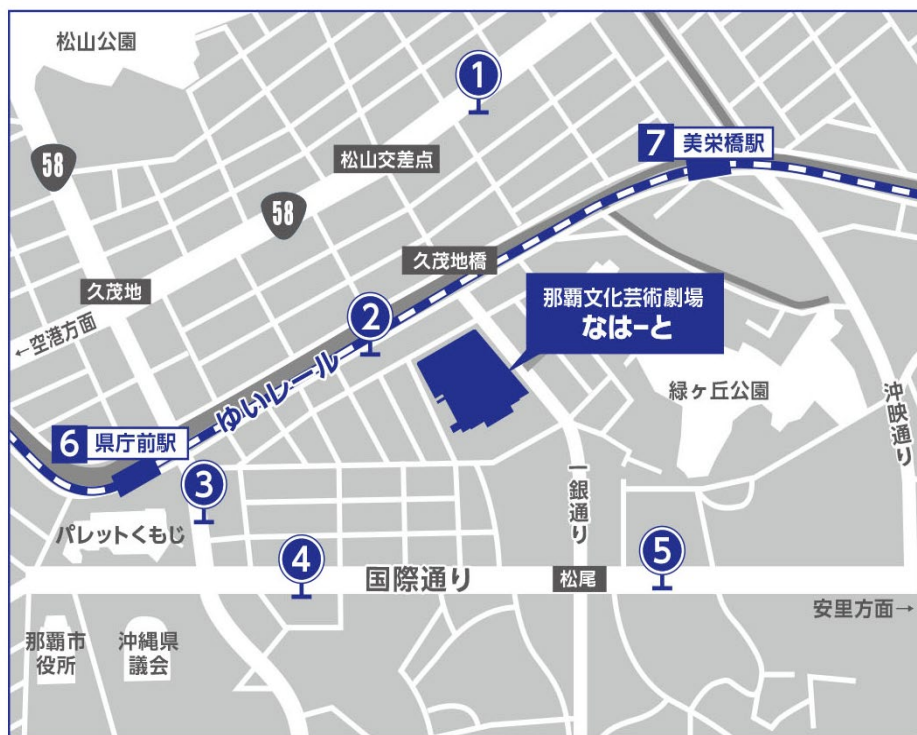 松山公園
1
7 美栄橋駅
58
松山交差点
58
久茂地橋
久茂地
那覇文化芸術劇場
なはーと
2
←空港方面
ゆいレール
緑ヶ丘公園
沖映通り
6 県庁前駅
3
一銀通り
パレットくもじ
4
国際通り
松尾
5
安里方面→
那覇市
役所
沖縄県
議会